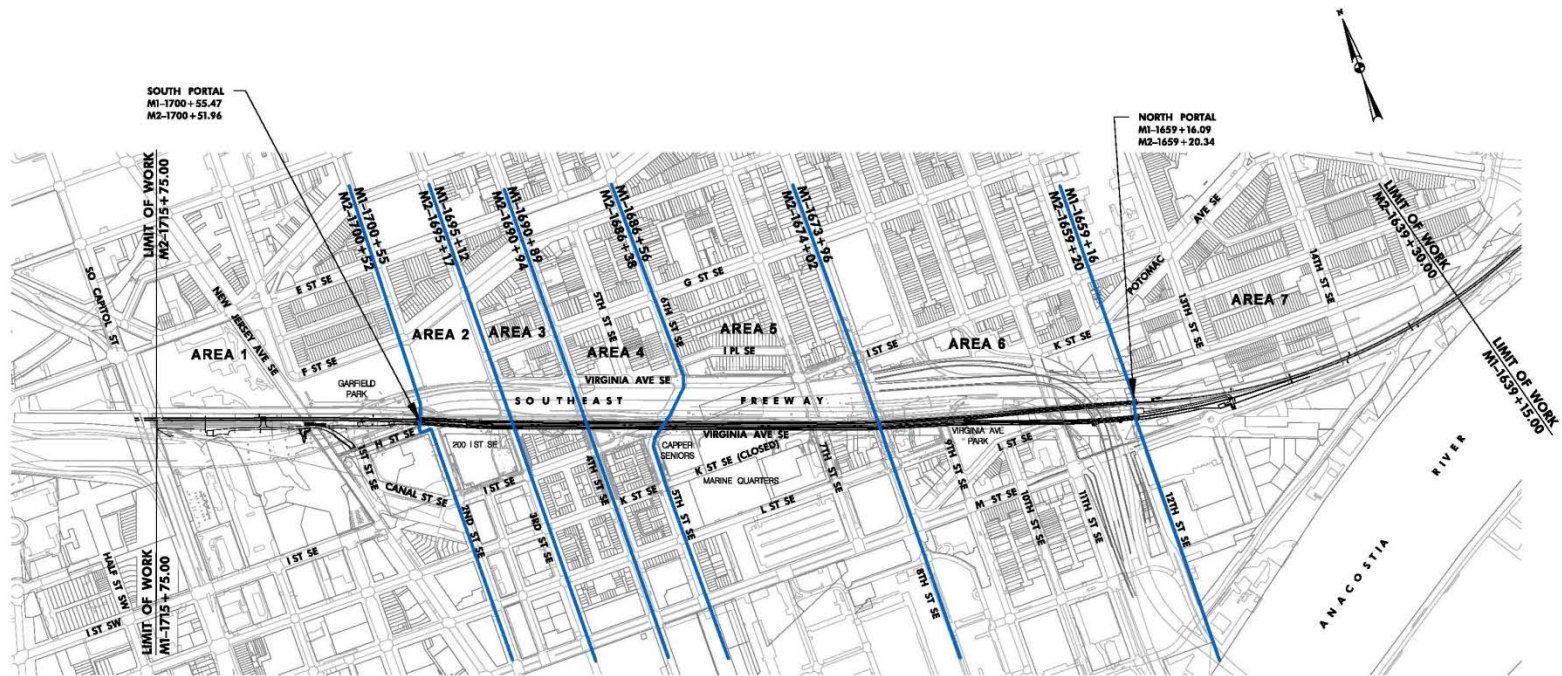 N
SOUTH PORTAL
M1-1700+55.47
M2-1700+51.96
NORTH PORTAL
M1-1659+16.09
M2-1659+20.34
LIMIT OF WORK
M2-1715+75.00
M1-1700+55
M2-1700+52
M1-1695+12
M2-1695+17
M1-1690+89
M2-1690+94
M1-1686+56
M2-1686+38
M1-1673+96
M2-1674+02
M1-1659+16
M2-1659+20
LIMIT OF WORK
M2-1639+30.00
LIMIT OF WORK
M1-1639+15.00
SO CAPITOL ST
NEW JERSEY AVE SE
E ST SE
F ST SE
5TH ST SE
6TH ST SE
G ST SE
I PL SE
I ST SE
K ST SE
POTOMAC AVE SE
13TH ST SE
14TH ST SE
AREA 1
AREA 2
AREA 3
AREA 4
AREA 5
AREA 6
AREA 7
GARFIELD
PARK
VIRGINIA AVE SE
SOUTHEAST FREEWAY
H ST SE
200 I ST SE
VIRGINIA AVE SE
CAPPER
SENIORS
K ST SE (CLOSED)
MARINE QUARTERS
VIRGINIA AVE
PARK
1ST ST SE
CANAL ST SE
I ST SE
2ND ST SE
3RD ST SE
4TH ST SE
K ST SE
5TH ST SE
L ST SE
7TH ST SE
8TH ST SE
9TH ST SE
L ST SE
M ST SE
10TH ST SE
11TH ST SE
12TH ST SE
HALF ST SW
I ST SW
I ST SE
LIMIT OF WORK
M1-1715+75.00
ANACOSTIA RIVER